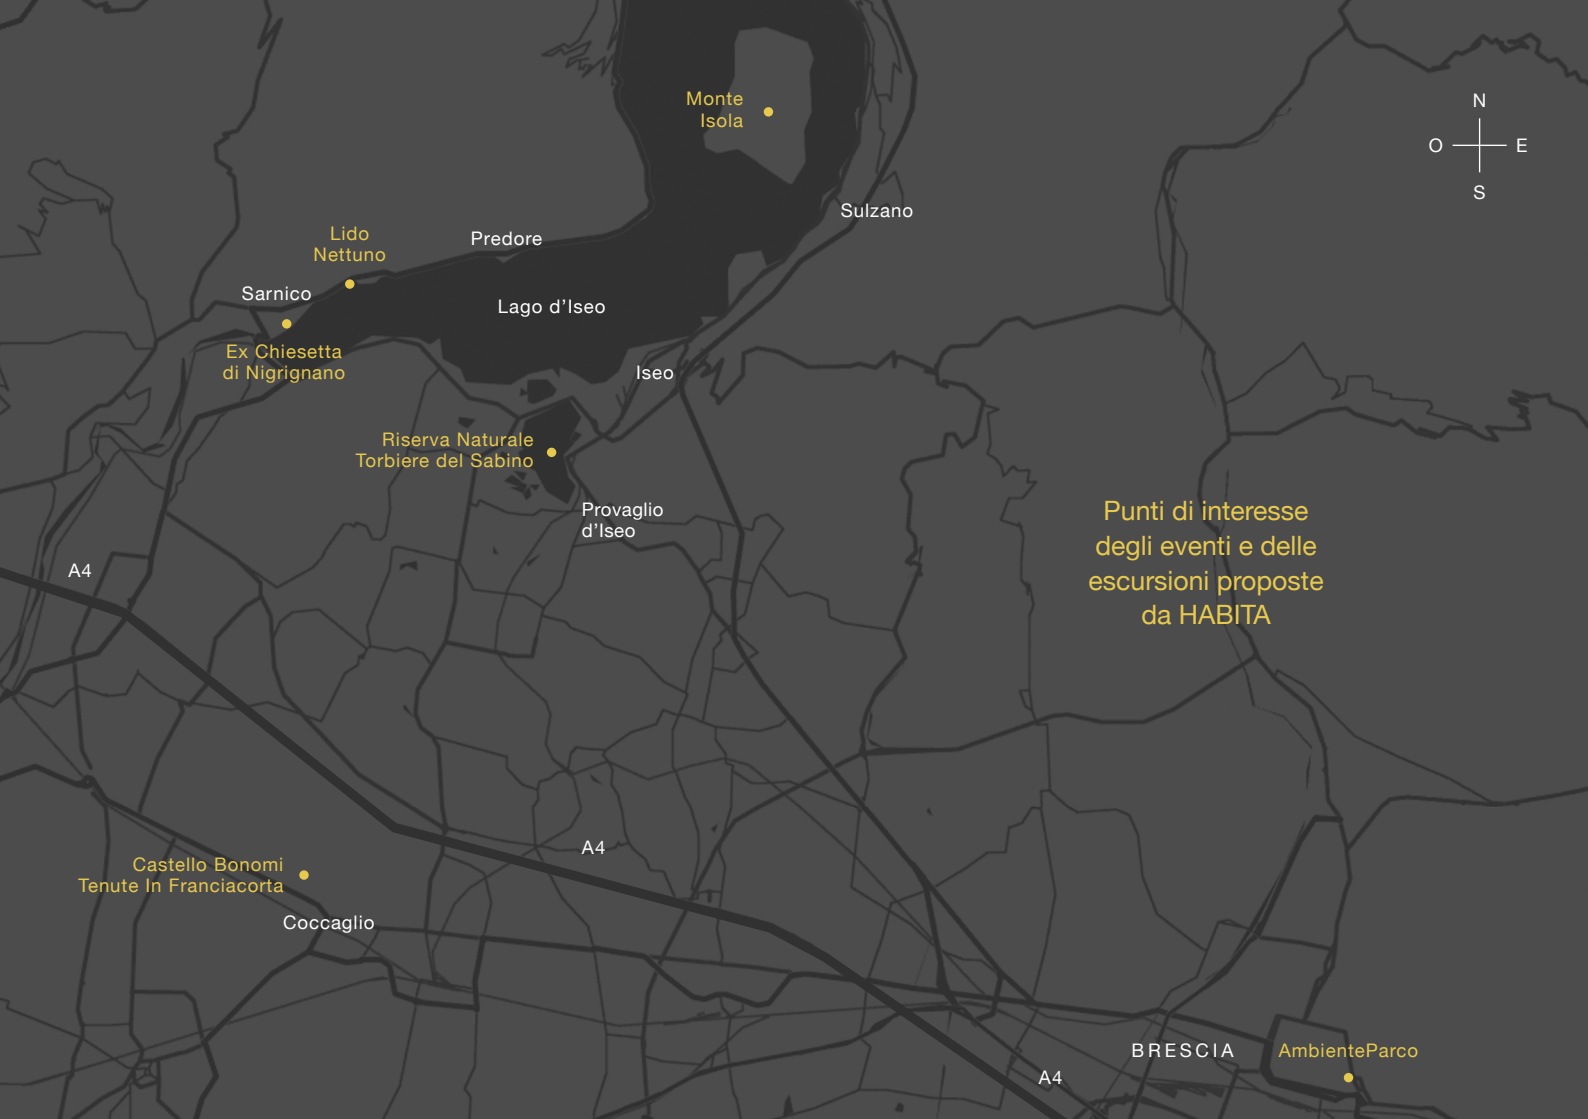 Monte
Isola
N
O
E
S
Sulzano
Lido
Nettuno
Predore
Sarnico
Lago d’Iseo
Ex Chiesetta
di Nigrignano
Iseo
Riserva Naturale
Torbiere del Sabino
Provaglio
d’Iseo
Punti di interesse
degli eventi e delle
escursioni proposte
da HABITA
A4
A4
Castello Bonomi
Tenute In Franciacorta
Coccaglio
BRESCIA
AmbienteParco
A4